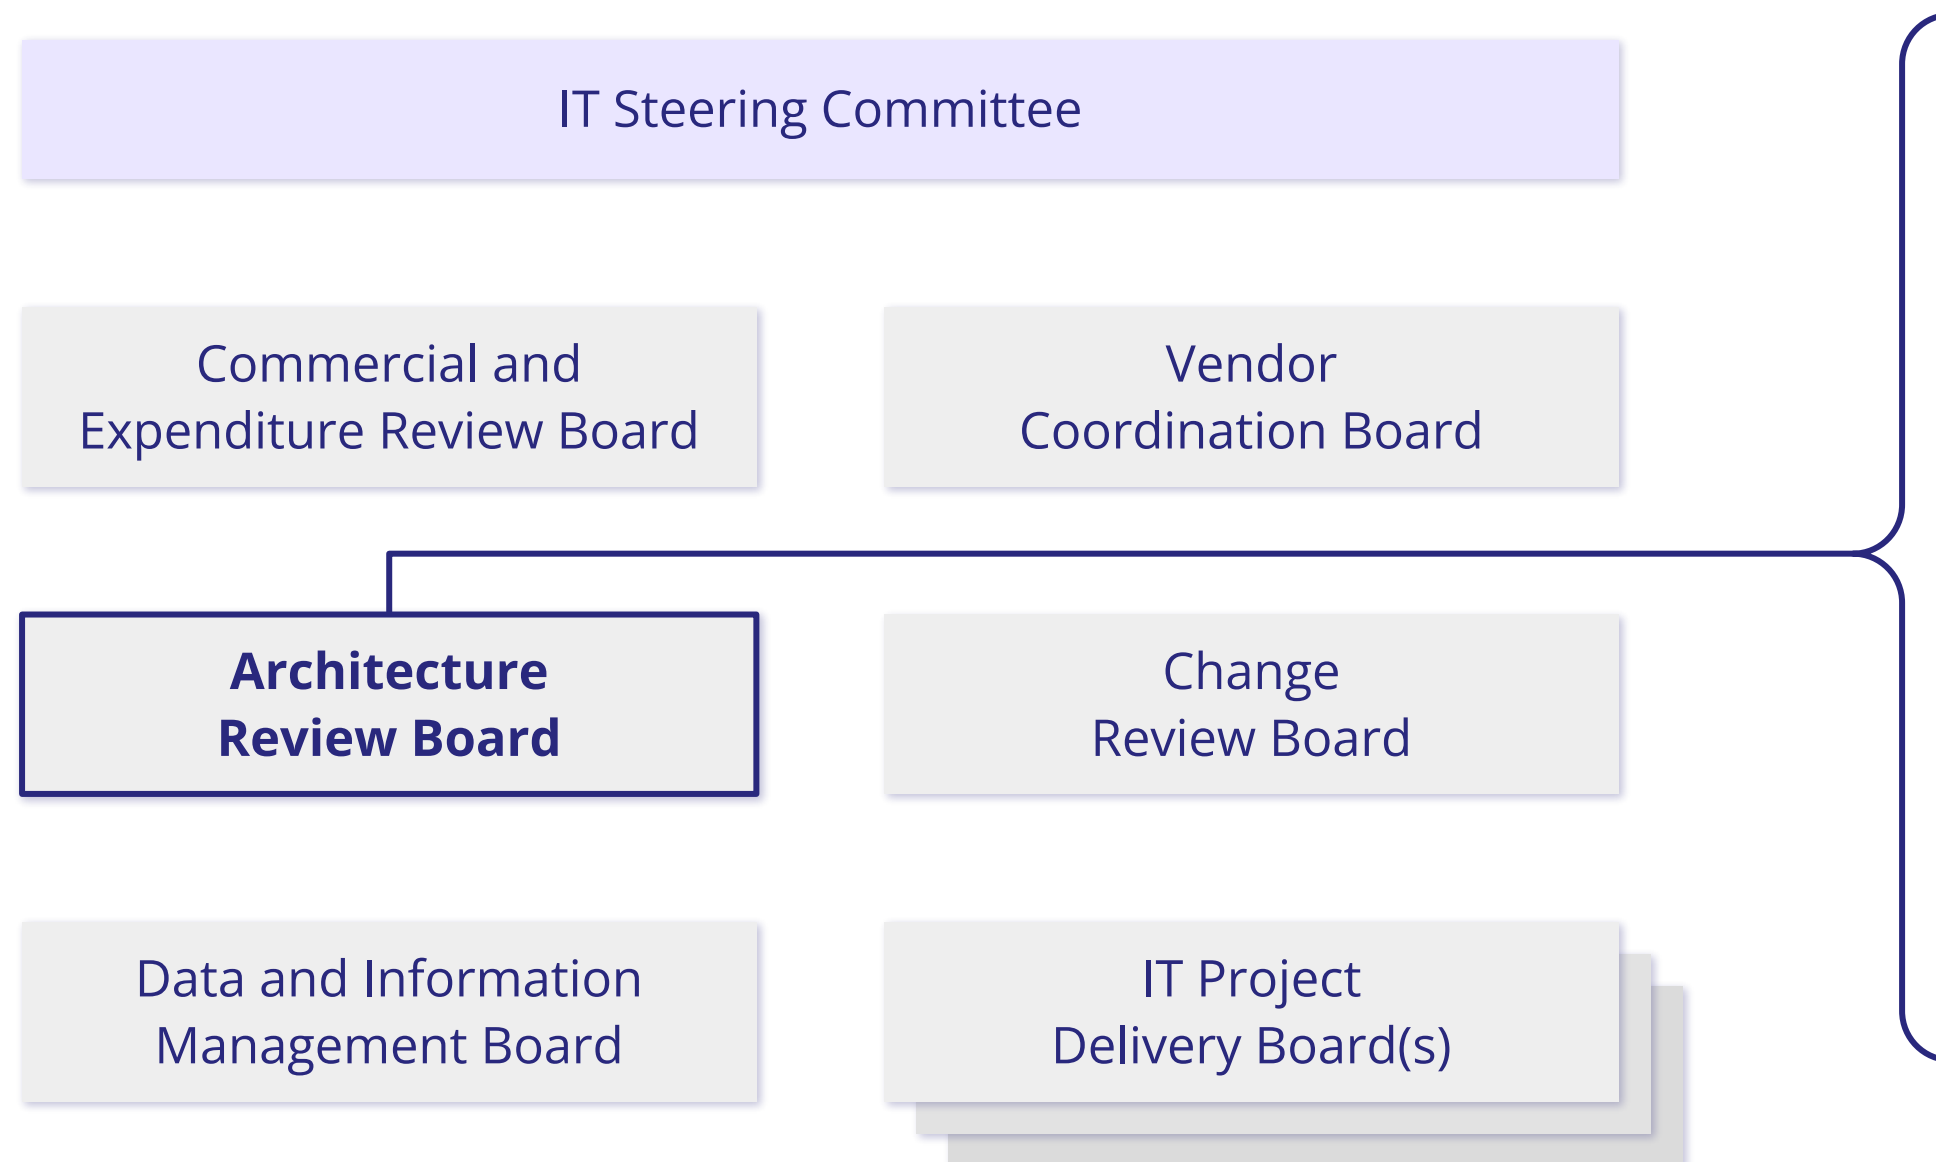 IT Steering Committee
Commercial and
Expenditure Review Board
Vendor
Coordination Board
Architecture
Review Board
Change
Review Board
Data and Information
Management Board
IT Project
Delivery Board(s)